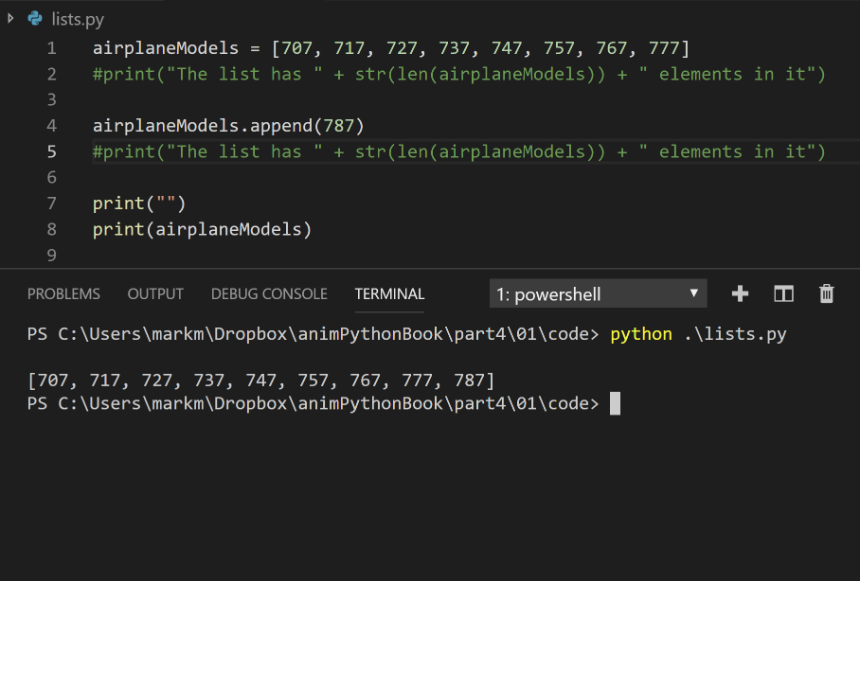 lists.py
1 airplaneModels = [707, 717, 727, 737, 747, 757, 767, 777]
2 #print("The list has " + str(len(airplaneModels)) + " elements in it")
3
4 airplaneModels.append(787)
5 #print("The list has " + str(len(airplaneModels)) + " elements in it")
6
7 print("")
8 print(airplaneModels)
9
PROBLEMS OUTPUT DEBUG CONSOLE TERMINAL 1: powershell
PS C:\Users\markm\Dropbox\animPythonBook\part4\01\code> python .\lists.py
[707, 717, 727, 737, 747, 757, 767, 777, 787]
PS C:\Users\markm\Dropbox\animPythonBook\part4\01\code>